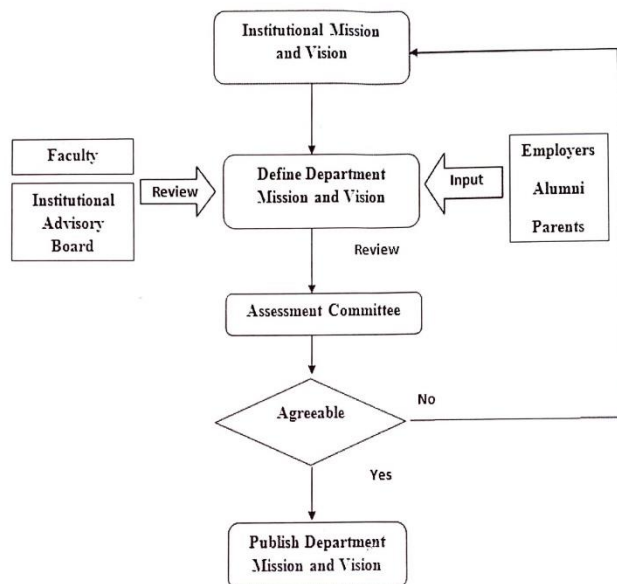 Institutional Mission
and Vision
Faculty
Institutional
Advisory
Board
Review
Define Department
Mission and Vision
Input
Employers
Alumni
Parents
Review
Assessment Committee
Agreeable
No
Yes
Publish Department
Mission and Vision